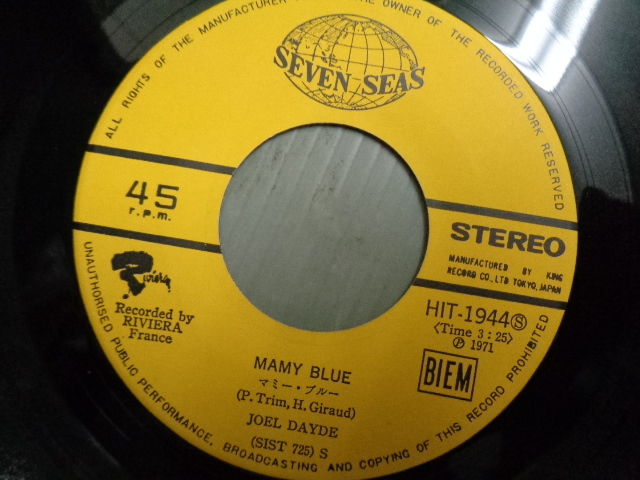 ALL RIGHTS OF THE MANUFACTURER
THE OWNER OF THE RECORDED WORK RESERVED
SEVEN SEAS
45
r.p.m.
STEREO
MANUFACTURED BY KING
RECORD CO., LTD TOKYO, JAPAN
Riviera
Recorded by
RIVIERA
France
HIT-1944Ⓢ
〈Time 3:25〉
Ⓟ 1971
BIEM
MAMY BLUE
マミー・ブルー
(P. Trim, H. Giraud)
JOEL DAYDE
(SIST 725) S
UNAUTHORISED PUBLIC PERFORMANCE, BROADCASTING AND COPYING OF THIS RECORD PROHIBITED